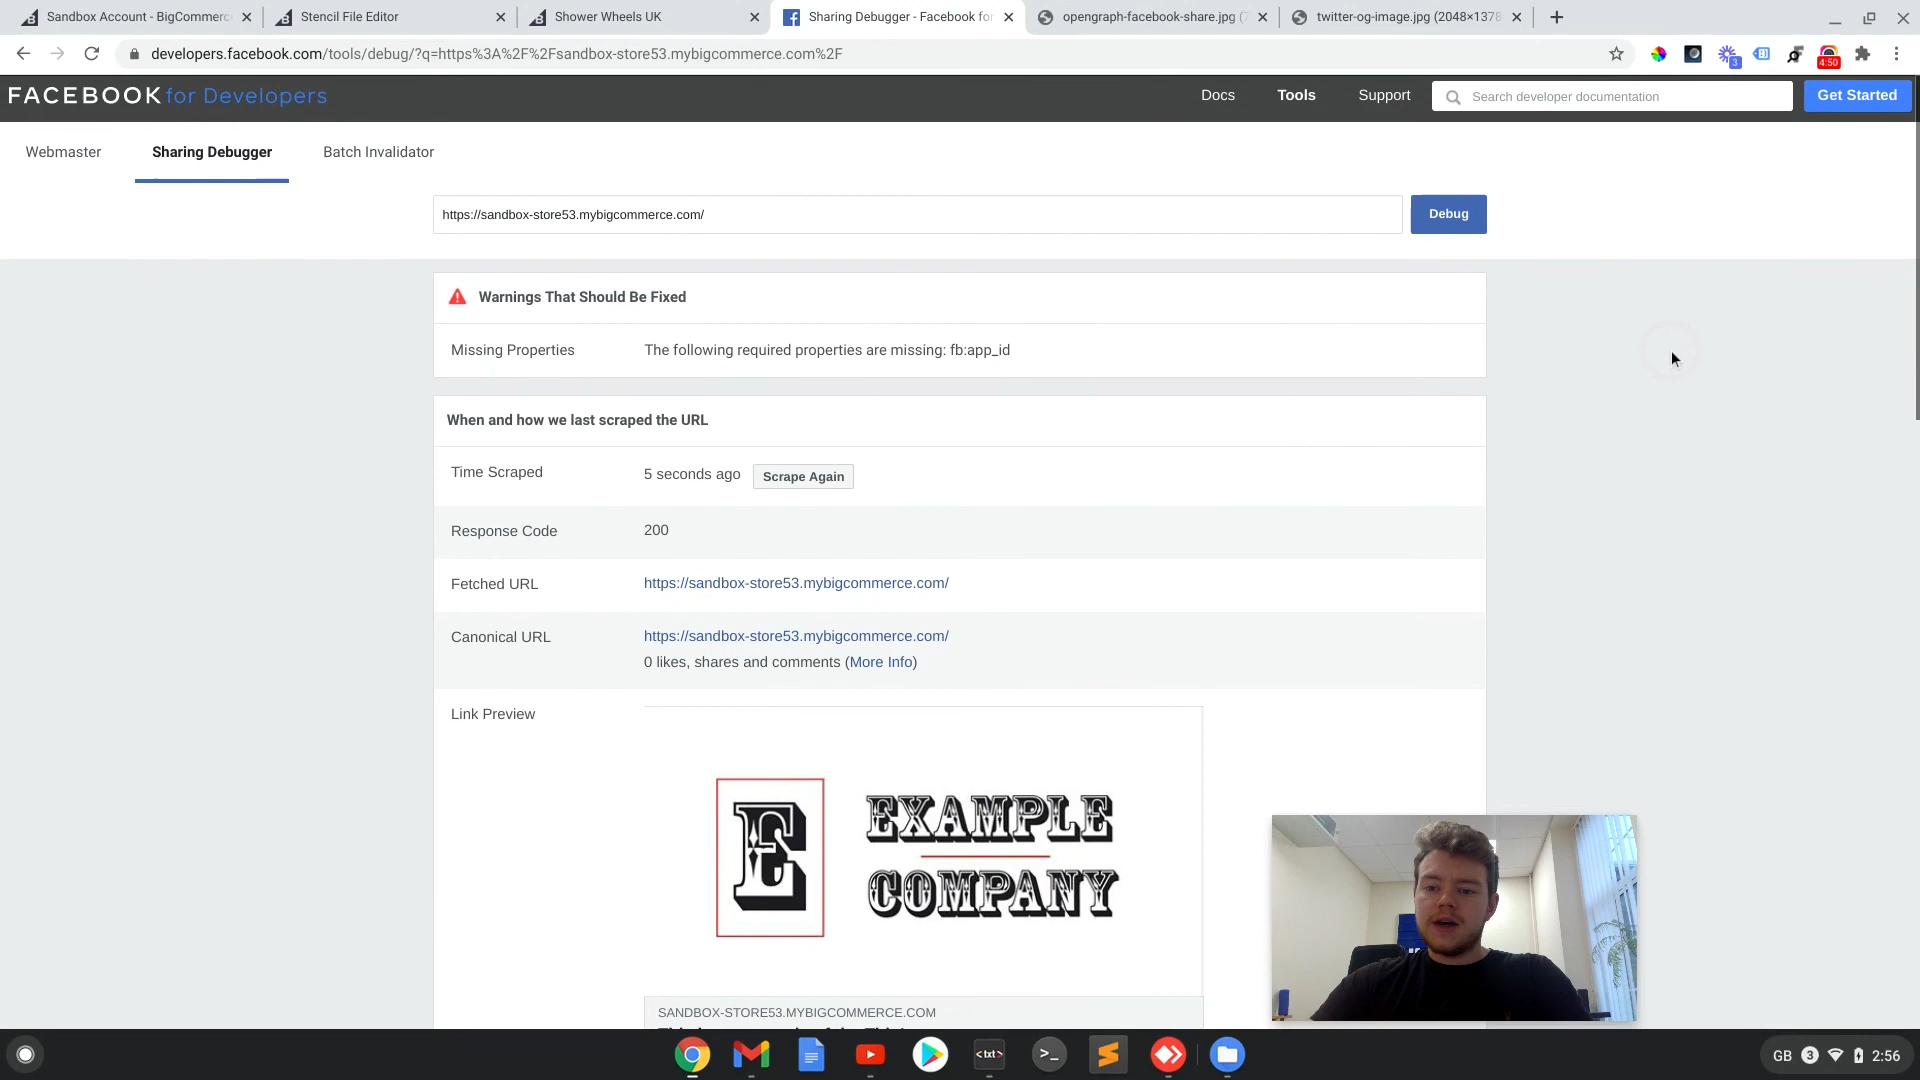 Sandbox Account - BigCommerc
Stencil File Editor
Shower Wheels UK
Sharing Debugger - Facebook for
opengraph-facebook-share.jpg (7
twitter-og-image.jpg (2048×1378
developers.facebook.com/tools/debug/?q=https%3A%2F%2Fsandbox-store53.mybigcommerce.com%2F
3
4:50
FACEBOOK for Developers
Docs
Tools
Support
Search developer documentation
Get Started
Webmaster
Sharing Debugger
Batch Invalidator
https://sandbox-store53.mybigcommerce.com/
Debug
Warnings That Should Be Fixed
Missing Properties
The following required properties are missing: fb:app_id
When and how we last scraped the URL
Time Scraped
5 seconds ago
Scrape Again
Response Code
200
Fetched URL
https://sandbox-store53.mybigcommerce.com/
Canonical URL
https://sandbox-store53.mybigcommerce.com/
0 likes, shares and comments (More Info)
Link Preview
E
EXAMPLE
COMPANY
SANDBOX-STORE53.MYBIGCOMMERCE.COM
<txt>
>_
GB
3
2:56